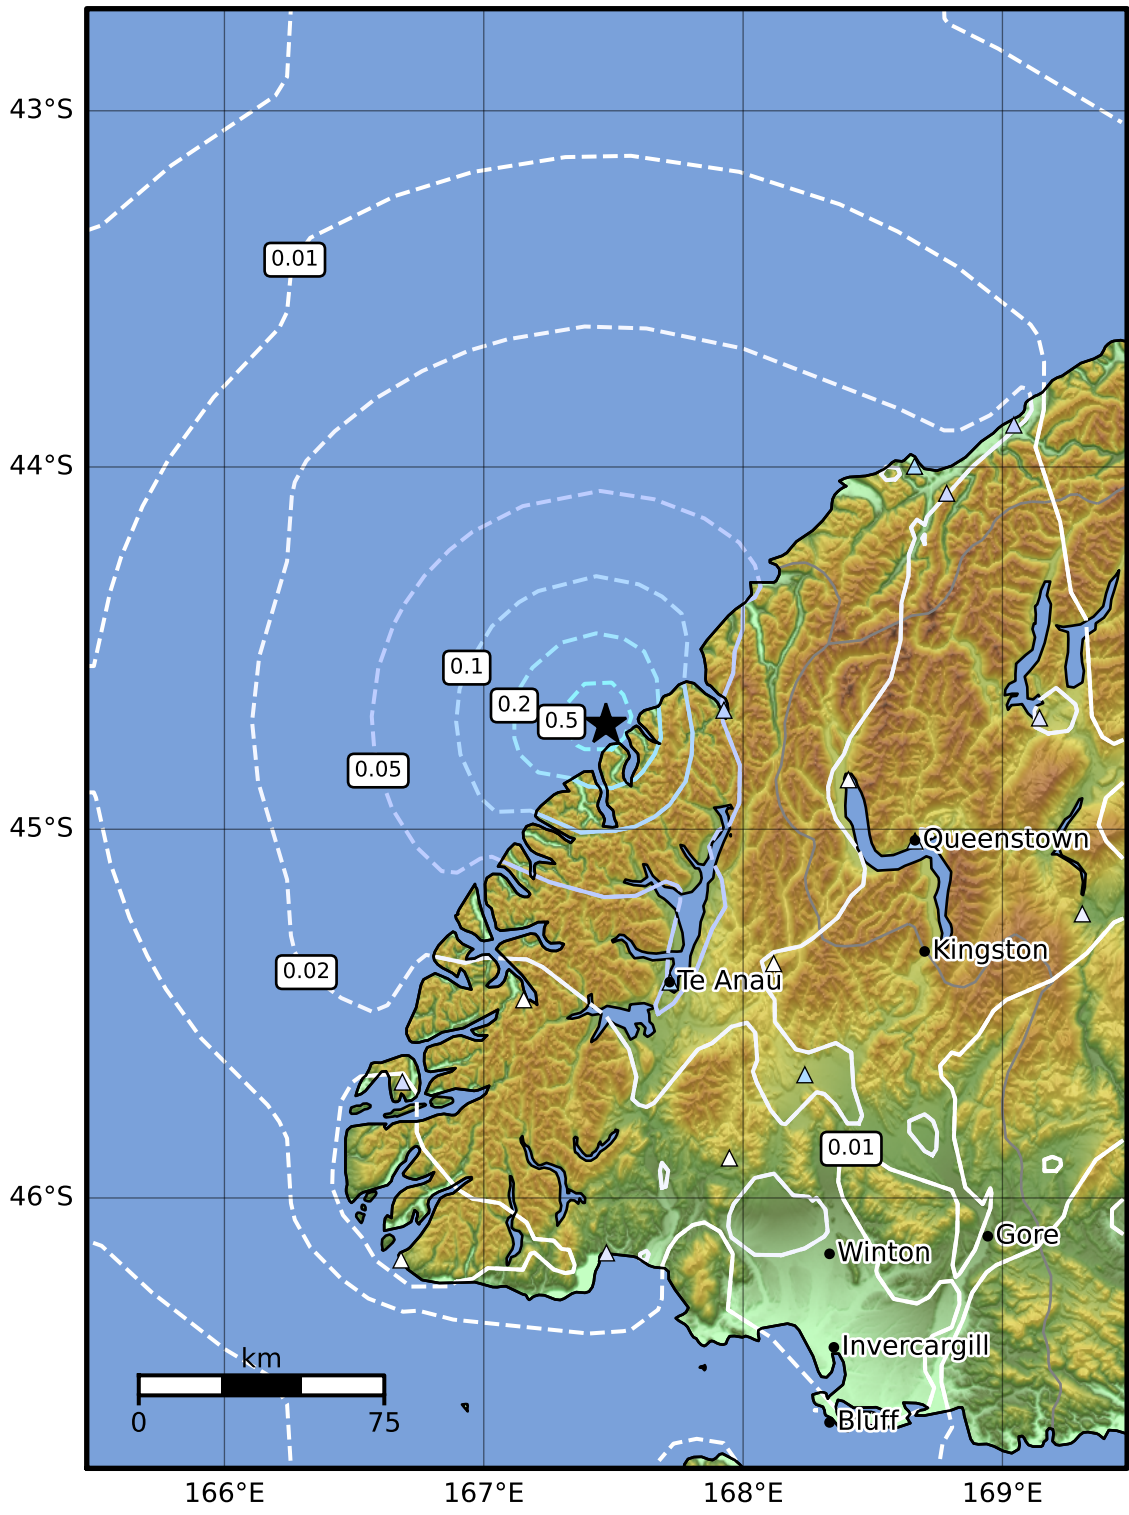 43°S
0.01
44°S
0.1
0.2
0.5
0.05
45°S
Queenstown
Kingston
0.02
Te Anau
0.01
46°S
Gore
Winton
Invercargill
km
0 75
Bluff
166°E 167°E 168°E 169°E